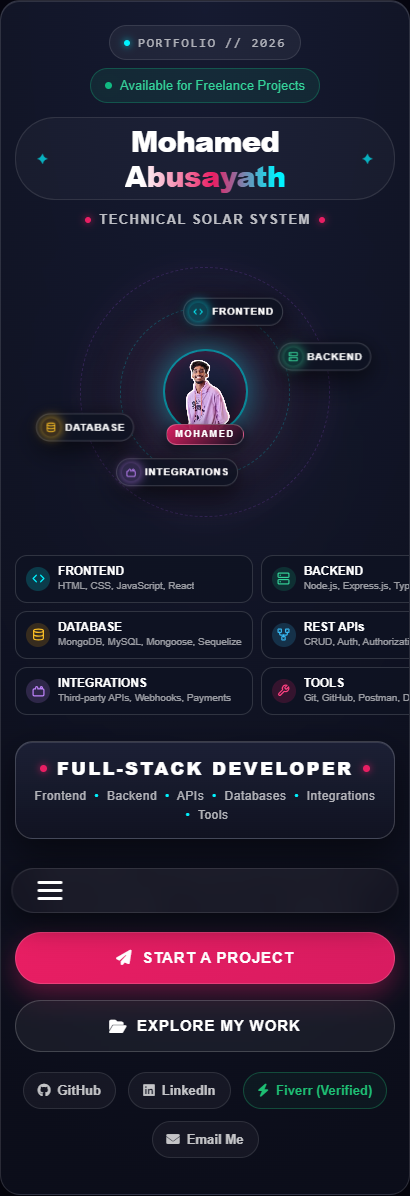 PORTFOLIO // 2026
Available for Freelance Projects
Mohamed
Abusayath
TECHNICAL SOLAR SYSTEM
FRONTEND
BACKEND
DATABASE
MOHAMED
INTEGRATIONS
FRONTEND
HTML, CSS, JavaScript, React
BACKEND
Node.js, Express.js, Typ
DATABASE
MongoDB, MySQL, Mongoose, Sequelize
REST APIs
CRUD, Auth, Authorizati
INTEGRATIONS
Third-party APIs, Webhooks, Payments
TOOLS
Git, GitHub, Postman, D
FULL-STACK DEVELOPER
Frontend • Backend • APIs • Databases • Integrations
• Tools
START A PROJECT
EXPLORE MY WORK
GitHub
LinkedIn
Fiverr (Verified)
Email Me